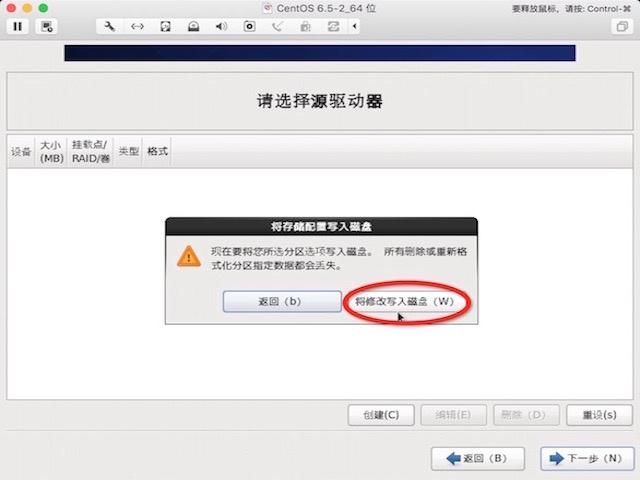 CentOS 6.5-2_64 位
要释放鼠标，请按: Control-⌘
请选择源驱动器
设备
大小
(MB)
挂载点/
RAID/卷
类型
格式
将存储配置写入磁盘
现在要将您所选分区选项写入磁盘。 所有删除或重新格
式化分区指定数据都会丢失。
返回（b）
将修改写入磁盘（W）
创建(C)
编辑(E)
删除（D）
重设(s)
返回（B）
下一步（N）